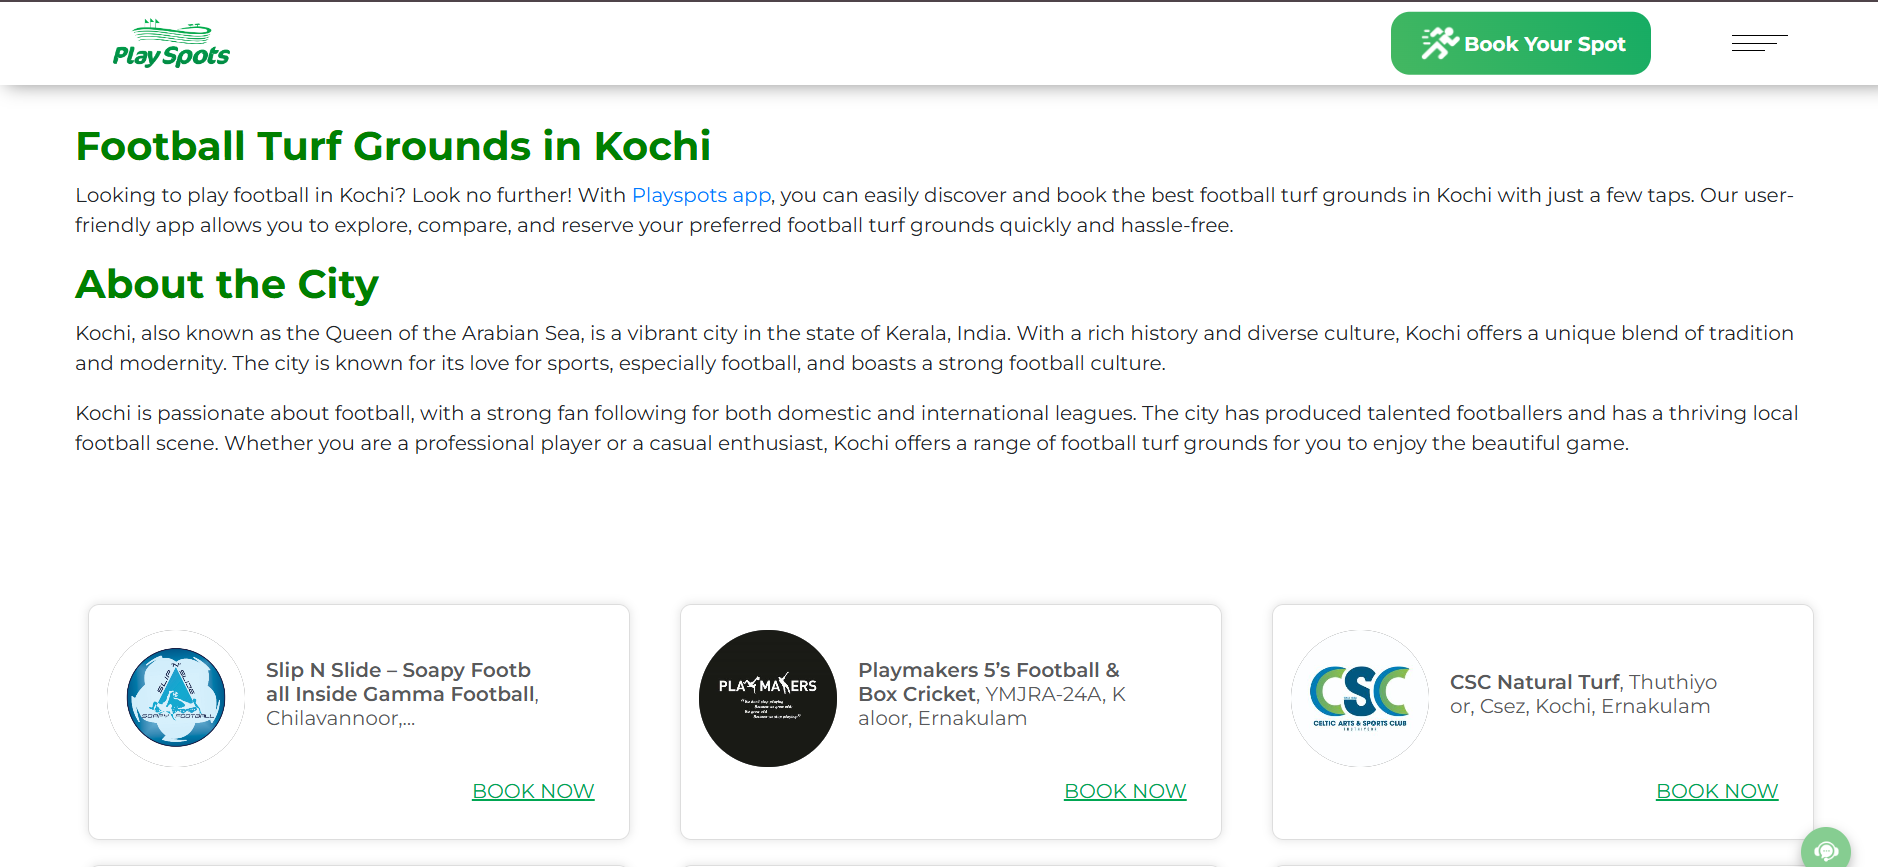 Play Spots
Book Your Spot
Football Turf Grounds in Kochi
Looking to play football in Kochi? Look no further! With Playspots app, you can easily discover and book the best football turf grounds in Kochi with just a few taps. Our user-
friendly app allows you to explore, compare, and reserve your preferred football turf grounds quickly and hassle-free.
About the City
Kochi, also known as the Queen of the Arabian Sea, is a vibrant city in the state of Kerala, India. With a rich history and diverse culture, Kochi offers a unique blend of tradition
and modernity. The city is known for its love for sports, especially football, and boasts a strong football culture.
Kochi is passionate about football, with a strong fan following for both domestic and international leagues. The city has produced talented footballers and has a thriving local
football scene. Whether you are a professional player or a casual enthusiast, Kochi offers a range of football turf grounds for you to enjoy the beautiful game.
SLIP 'N' SLIDE
SOAPY FOOTBALL
Slip N Slide – Soapy Footb
all Inside Gamma Football,
Chilavannoor,...
BOOK NOW
PLAYMAKERS
Playmakers 5’s Football &
Box Cricket, YMJRA-24A, K
aloor, Ernakulam
BOOK NOW
CSC
CELTIC ARTS & SPORTS CLUB
CSC Natural Turf, Thuthiyo
or, Csez, Kochi, Ernakulam
BOOK NOW